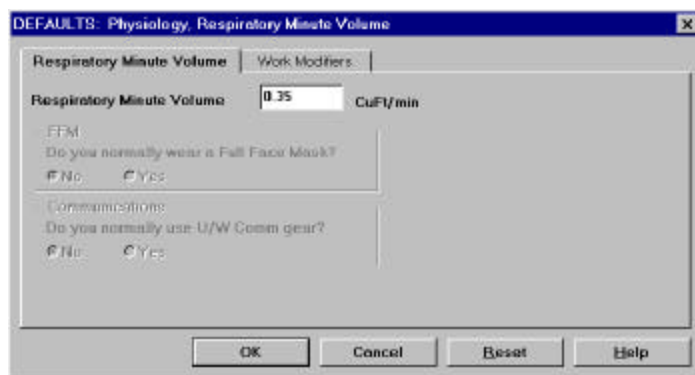 DEFAULTS: Physiology, Respiratory Minute Volume
Respiratory Minute Volume
Work Modifiers
Respiratory Minute Volume 0.35 CuFt/min
FFM
Do you normally wear a Full Face Mask?
No Yes
Communications
Do you normally use U/W Comm gear?
No Yes
OK Cancel Reset Help